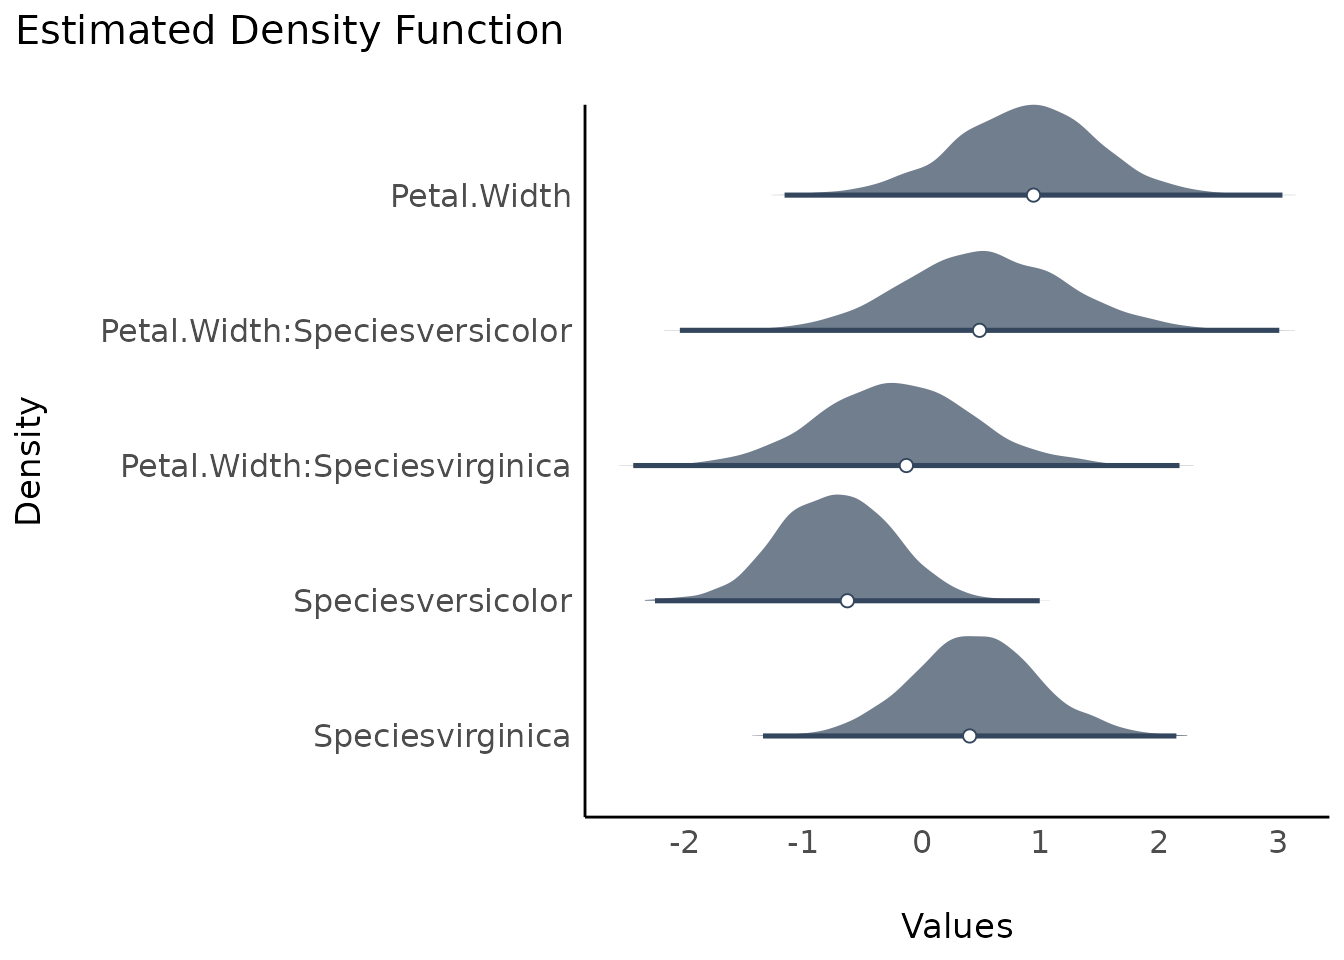 Estimated Density Function
Petal.Width
Petal.Width:Speciesversicolor
Petal.Width:Speciesvirginica
Speciesversicolor
Speciesvirginica
Density
-2 -1 0 1 2 3
Values